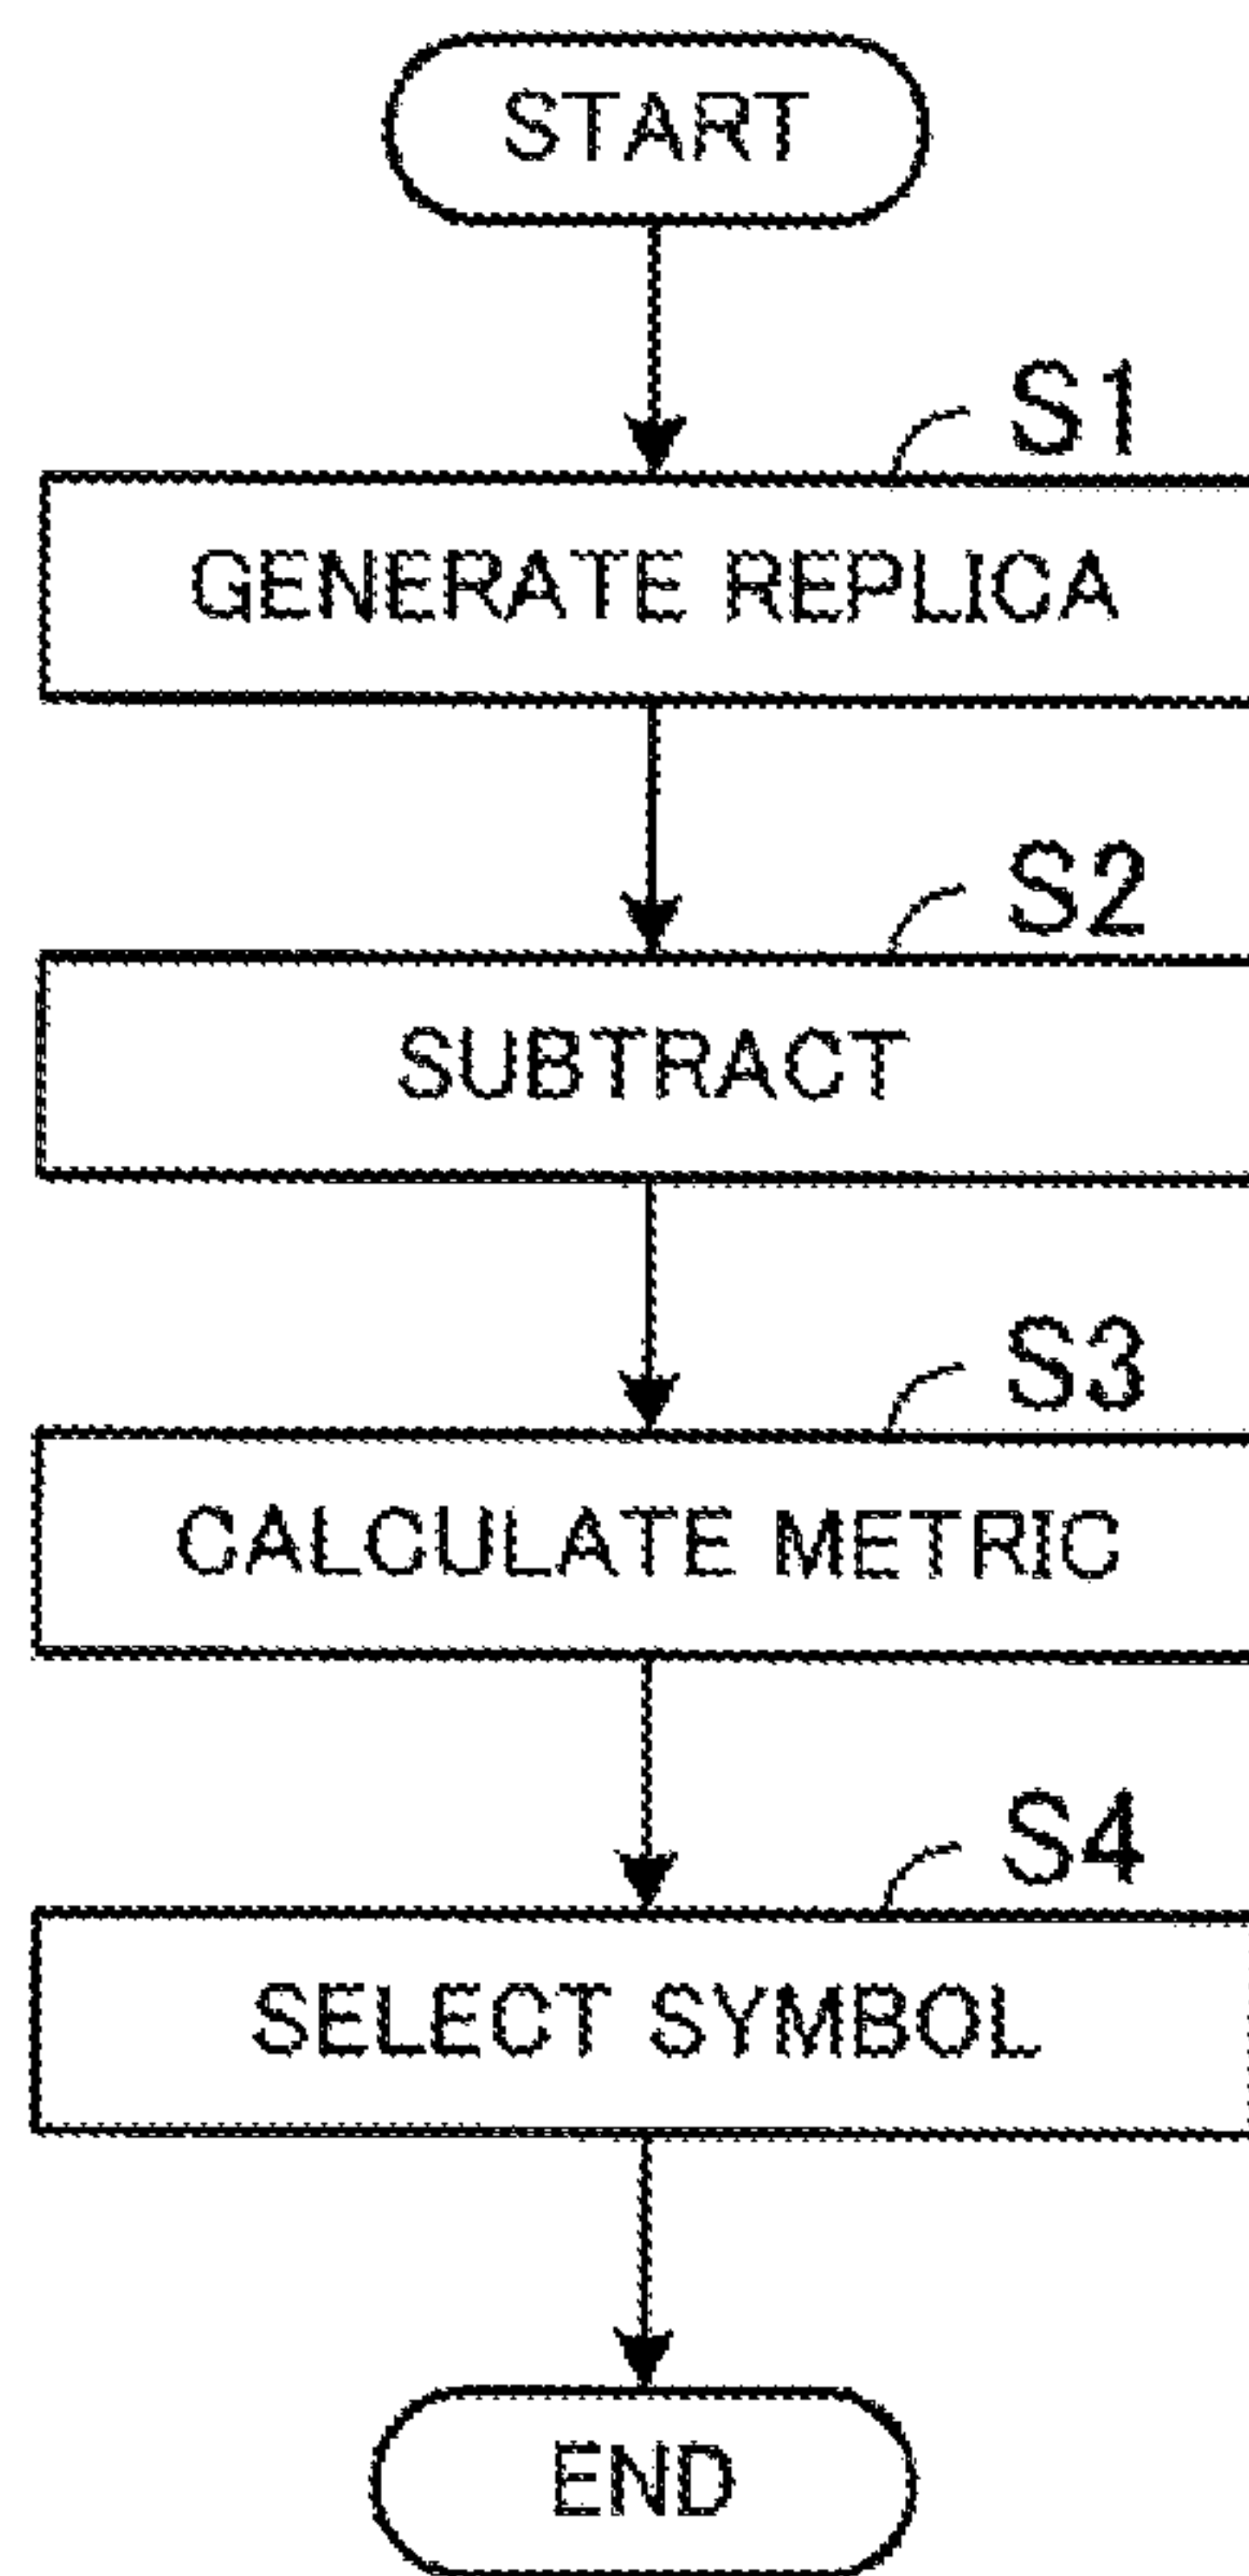 START
S1
GENERATE REPLICA
S2
SUBTRACT
S3
CALCULATE METRIC
S4
SELECT SYMBOL
END